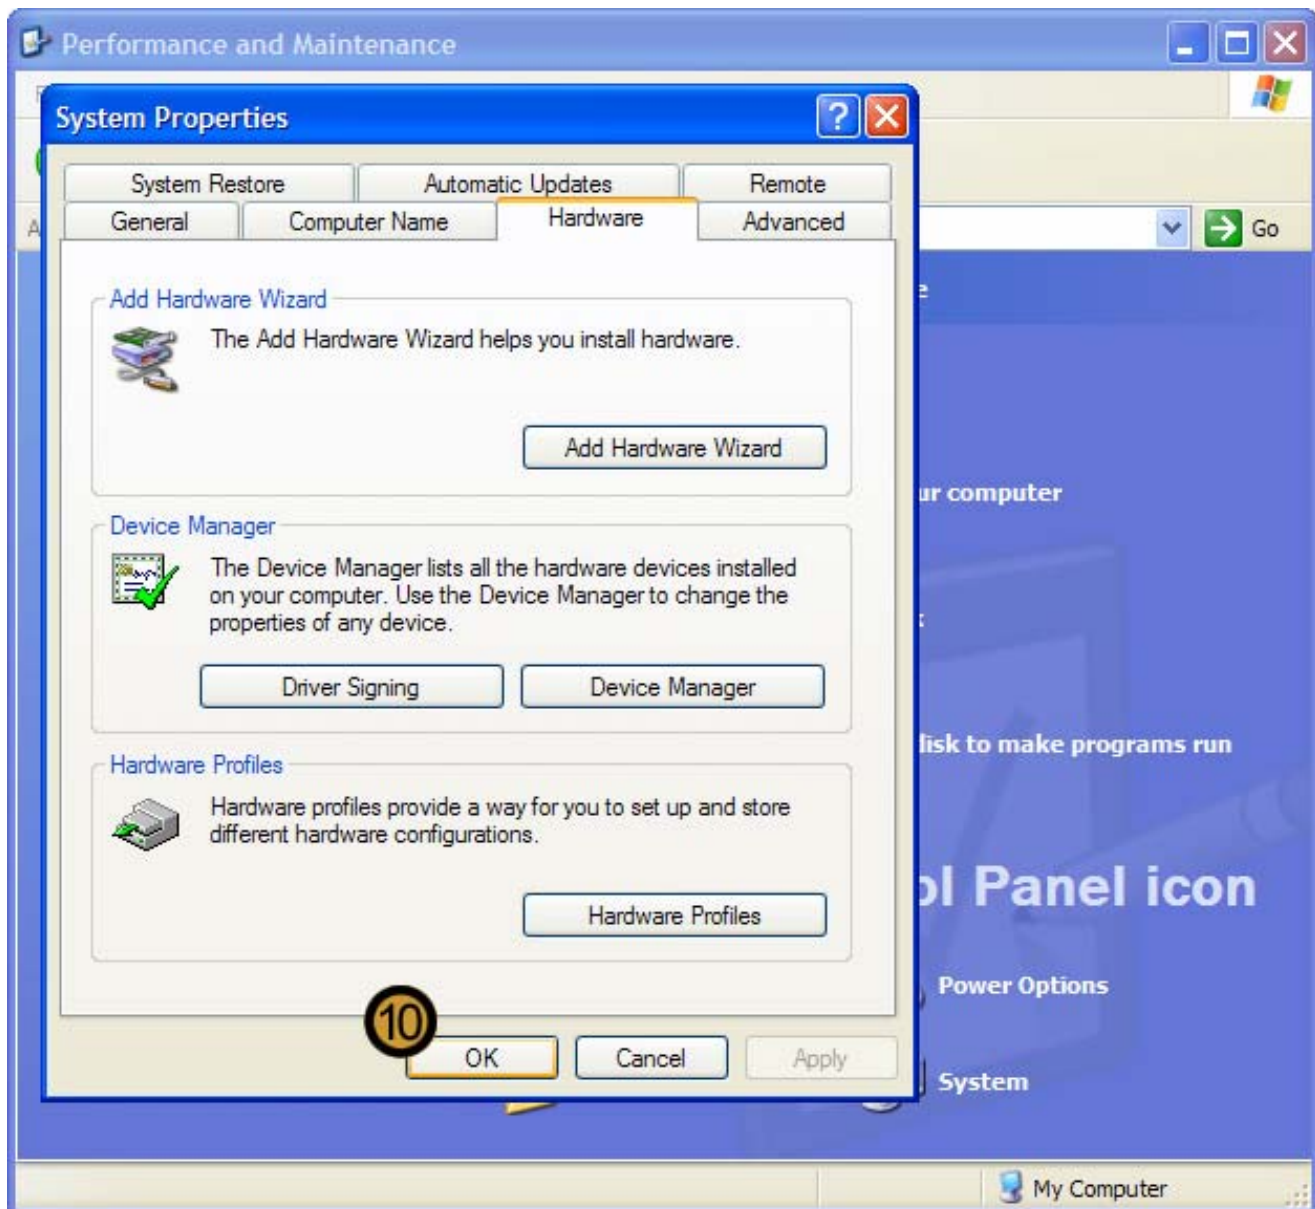 Performance and Maintenance
System Properties
System Restore
Automatic Updates
Remote
General
Computer Name
Hardware
Advanced
Go
Add Hardware Wizard
The Add Hardware Wizard helps you install hardware.
Add Hardware Wizard
ur computer
Device Manager
The Device Manager lists all the hardware devices installed
on your computer. Use the Device Manager to change the
properties of any device.
Driver Signing
Device Manager
isk to make programs run
Hardware Profiles
Hardware profiles provide a way for you to set up and store
different hardware configurations.
ol Panel icon
Hardware Profiles
Power Options
10
OK
Cancel
Apply
System
My Computer